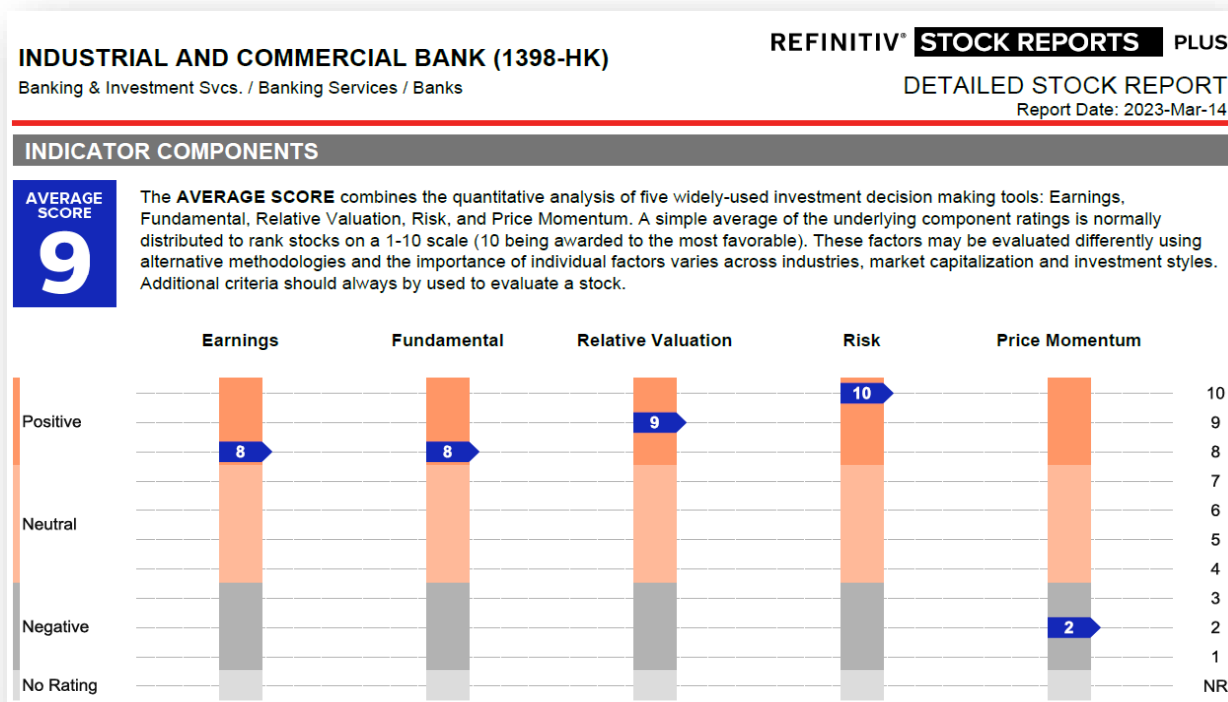 INDUSTRIAL AND COMMERCIAL BANK (1398-HK)
Banking & Investment Svcs. / Banking Services / Banks
REFINITIV® STOCK REPORTS PLUS
DETAILED STOCK REPORT
Report Date: 2023-Mar-14
INDICATOR COMPONENTS
AVERAGE
SCORE
9
The AVERAGE SCORE combines the quantitative analysis of five widely-used investment decision making tools: Earnings,
Fundamental, Relative Valuation, Risk, and Price Momentum. A simple average of the underlying component ratings is normally
distributed to rank stocks on a 1-10 scale (10 being awarded to the most favorable). These factors may be evaluated differently using
alternative methodologies and the importance of individual factors varies across industries, market capitalization and investment styles.
Additional criteria should always by used to evaluate a stock.
Earnings Fundamental Relative Valuation Risk Price Momentum
10 10
Positive 9 9
8 8 8
7
Neutral 6
5
4
3
Negative 2 2
1
No Rating NR